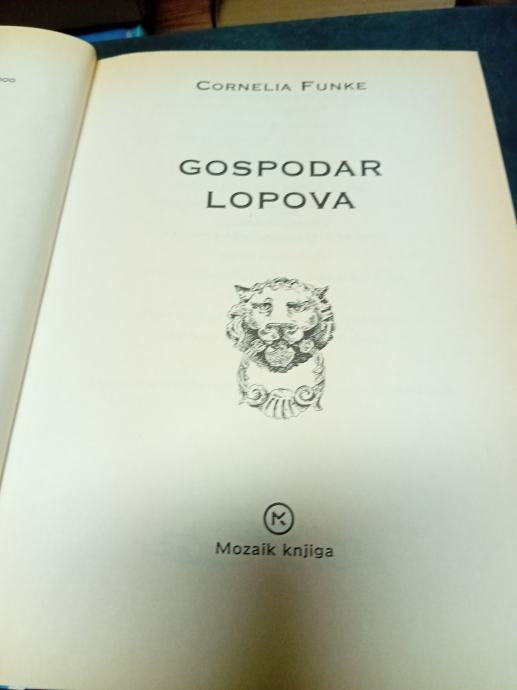 CORNELIA FUNKE
GOSPODAR
LOPOVA
Mozaik knjiga